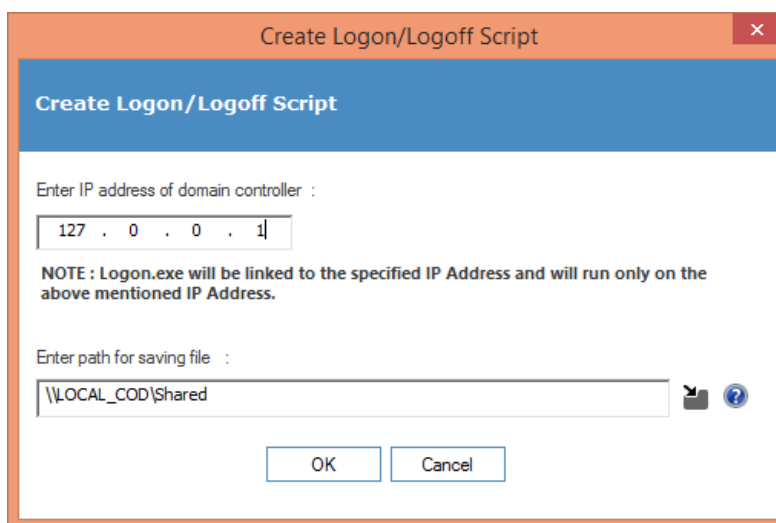 Create Logon/Logoff Script
Create Logon/Logoff Script
Enter IP address of domain controller :
127 . 0 . 0 . 1
NOTE : Logon.exe will be linked to the specified IP Address and will run only on the
above mentioned IP Address.
Enter path for saving file :
\\LOCAL_COD\Shared
OK Cancel